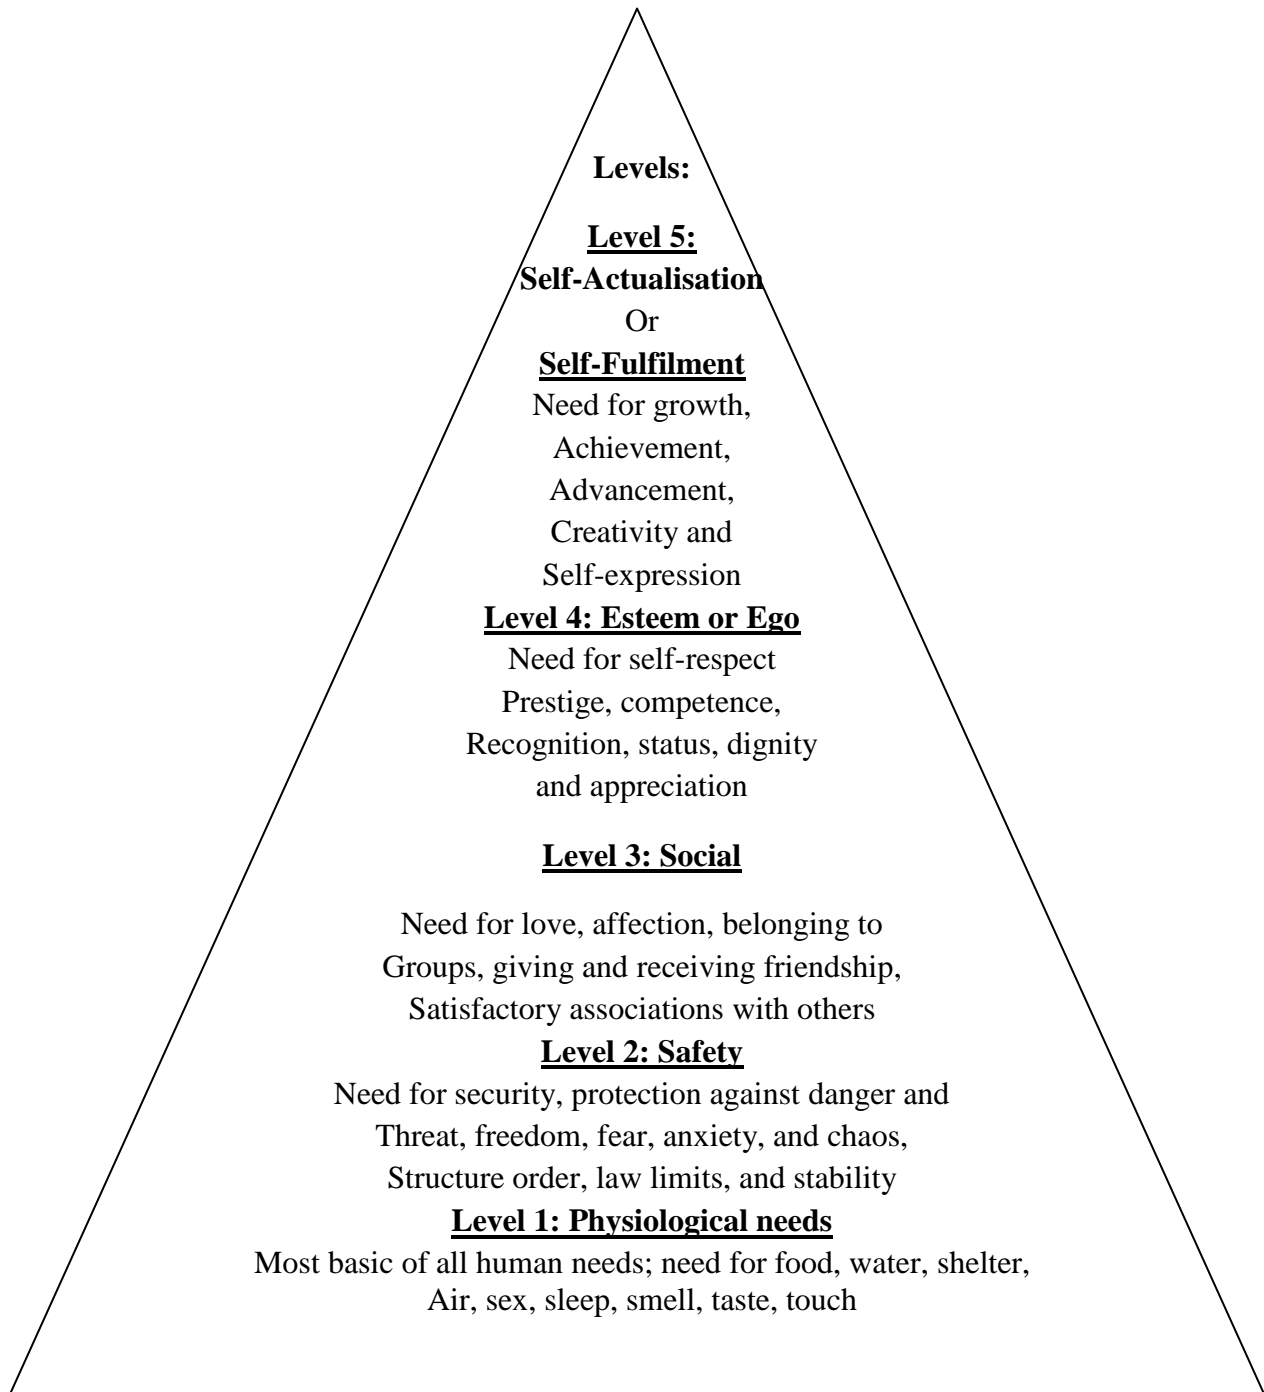 Levels:
Level 5:
Self-Actualisation
Or
Self-Fulfilment
Need for growth,
Achievement,
Advancement,
Creativity and
Self-expression
Level 4: Esteem or Ego
Need for self-respect
Prestige, competence,
Recognition, status, dignity
and appreciation
Level 3: Social
Need for love, affection, belonging to
Groups, giving and receiving friendship,
Satisfactory associations with others
Level 2: Safety
Need for security, protection against danger and
Threat, freedom, fear, anxiety, and chaos,
Structure order, law limits, and stability
Level 1: Physiological needs
Most basic of all human needs; need for food, water, shelter,
Air, sex, sleep, smell, taste, touch